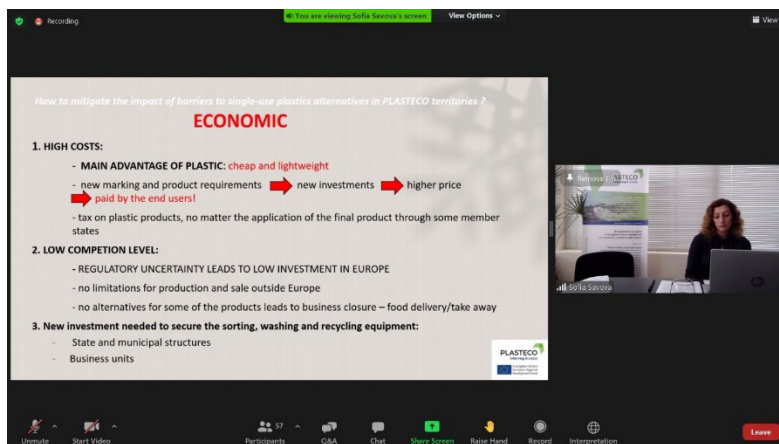 Recording
You are viewing Sofia Savova's screen
View Options
View
How to mitigate the impact of barriers to single-use plastics alternatives in PLASTECO territories ?
ECONOMIC
1. HIGH COSTS:
- MAIN ADVANTAGE OF PLASTIC: cheap and lightweight
- new marking and product requirements new investments higher price
paid by the end users!
- tax on plastic products, no matter the application of the final product through some member
states
2. LOW COMPETION LEVEL:
- REGULATORY UNCERTAINTY LEADS TO LOW INVESTMENT IN EUROPE
- no limitations for production and sale outside Europe
- no alternatives for some of the products leads to business closure – food delivery/take away
3. New investment needed to secure the sorting, washing and recycling equipment:
- State and municipal structures
- Business units
PLASTECO
Interreg Europe
Remove
PLASTECO
Sofia Savova
Unmute
Start Video
57
Participants
Q&A
Chat
Share Screen
Raise Hand
Record
Interpretation
Leave